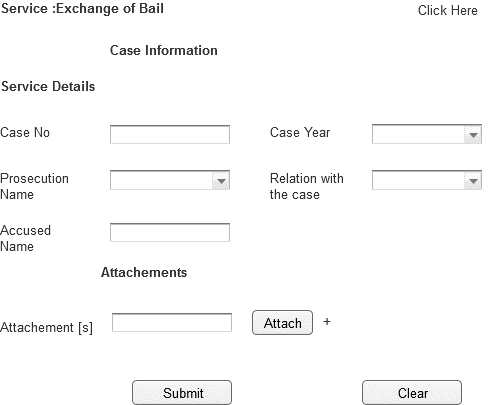 Service :Exchange of Bail
Click Here
Case Information
Service Details
Case No
Case Year
Prosecution
Name
Relation with
the case
Accused
Name
Attachements
Attachement [s]
Attach
+
Submit
Clear